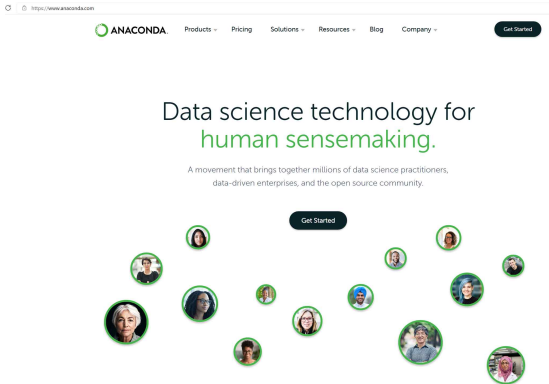 https://www.anaconda.com
ANACONDA.
Products
Pricing
Solutions
Resources
Blog
Company
Get Started
Data science technology for
human sensemaking.
A movement that brings together millions of data science practitioners,
data-driven enterprises, and the open source community.
Get Started